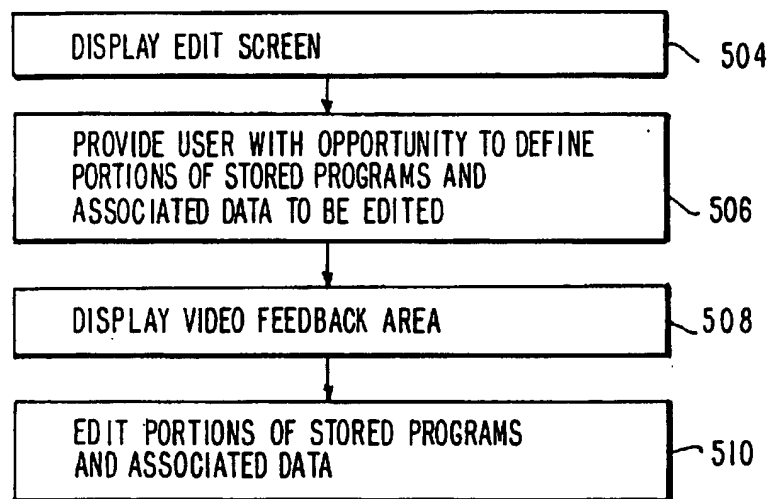 DISPLAY EDIT SCREEN
504
PROVIDE USER WITH OPPORTUNITY TO DEFINE
PORTIONS OF STORED PROGRAMS AND
ASSOCIATED DATA TO BE EDITED
506
DISPLAY VIDEO FEEDBACK AREA
508
EDIT PORTIONS OF STORED PROGRAMS
AND ASSOCIATED DATA
510